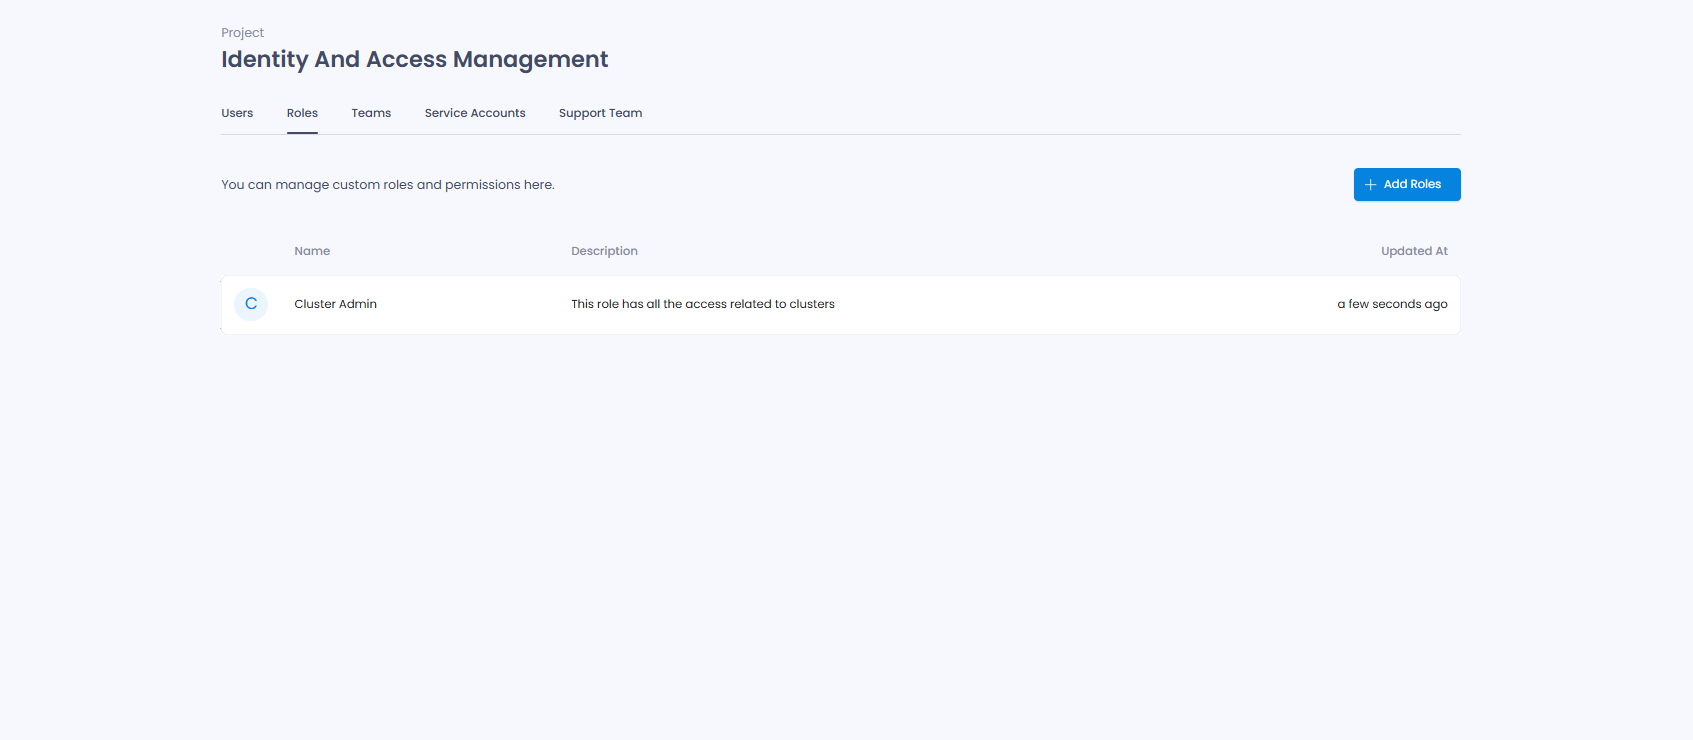 Project
Identity And Access Management
Users Roles Teams Service Accounts Support Team
You can manage custom roles and permissions here.
Add Roles
Name Description Updated At
C Cluster Admin This role has all the access related to clusters a few seconds ago